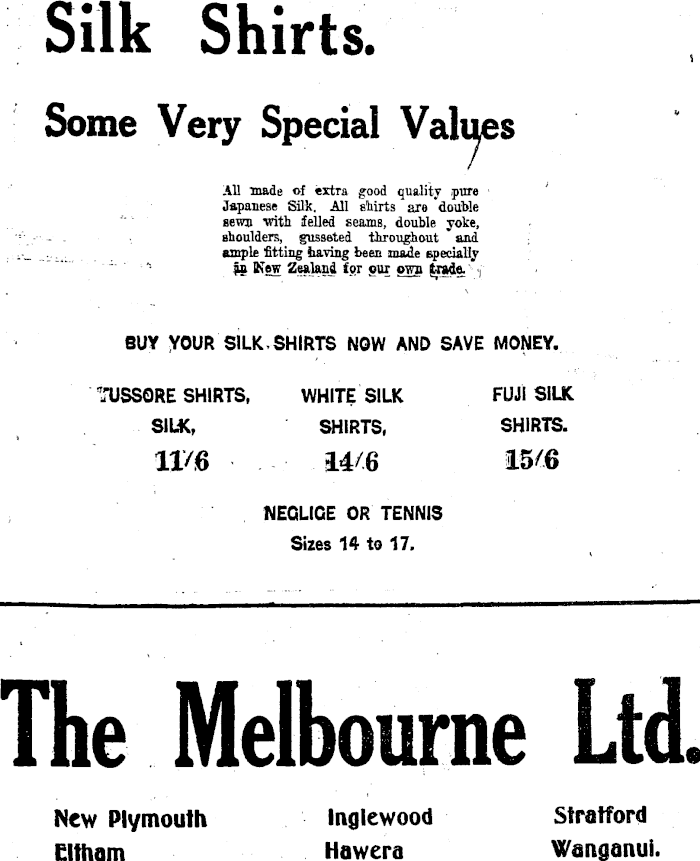 Silk Shirts.
Some Very Special Values
All made of extra good quality pure
Japanese Silk. All shirts are double
sewn with felled seams, double yoke,
shoulders, gusseted throughout and
ample fitting having been made specially
in New Zealand for our own trade.
BUY YOUR SILK SHIRTS NOW AND SAVE MONEY.
TUSSORE SHIRTS, WHITE SILK FUJI SILK
SILK, SHIRTS, SHIRTS.
11/6 14/6 15/6
NEGLIGE OR TENNIS
Sizes 14 to 17.
The Melbourne Ltd.
New Plymouth Inglewood Stratford
Eltham Hawera Wanganui.